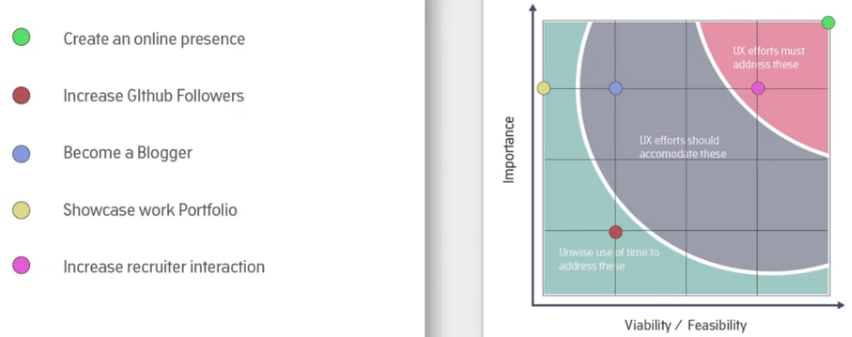 Create an online presence
Increase GIthub Followers
Become a Blogger
Showcase work Portfolio
Increase recruiter interaction
Importance
UX efforts must
address these
UX efforts should
accomodate these
Unwise use of time to
address these
Viability / Feasibility